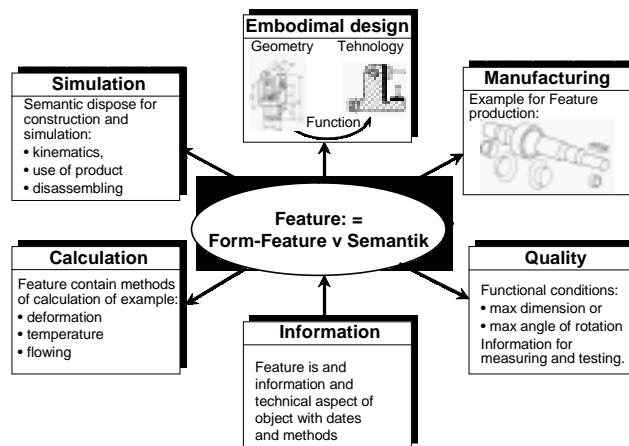 Embodimal design
Geometry Tehnology
Function
Simulation
Semantic dispose for
construction and
simulation:
• kinematics,
• use of product
• disassembling
Manufacturing
Example for Feature
production:
Feature: =
Form-Feature v Semantik
Calculation
Feature contain methods
of calculation of example:
• deformation
• temperature
• flowing
Information
Feature is and
information and
technical aspect of
object with dates
and methods
Quality
Functional conditions:
• max dimension or
• max angle of rotation
Information for
measuring and testing.